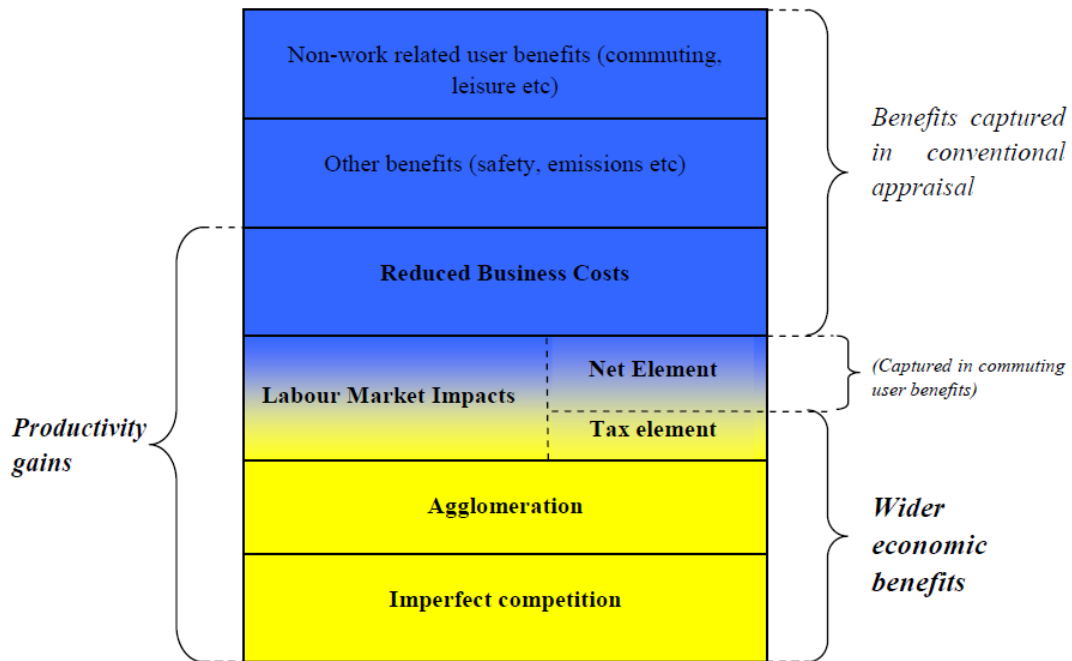 Non-work related user benefits (commuting,
leisure etc)
Other benefits (safety, emissions etc)
Reduced Business Costs
Labour Market Impacts
Net Element
Tax element
Agglomeration
Imperfect competition
Productivity
gains
Benefits captured
in conventional
appraisal
(Captured in commuting
user benefits)
Wider
economic
benefits